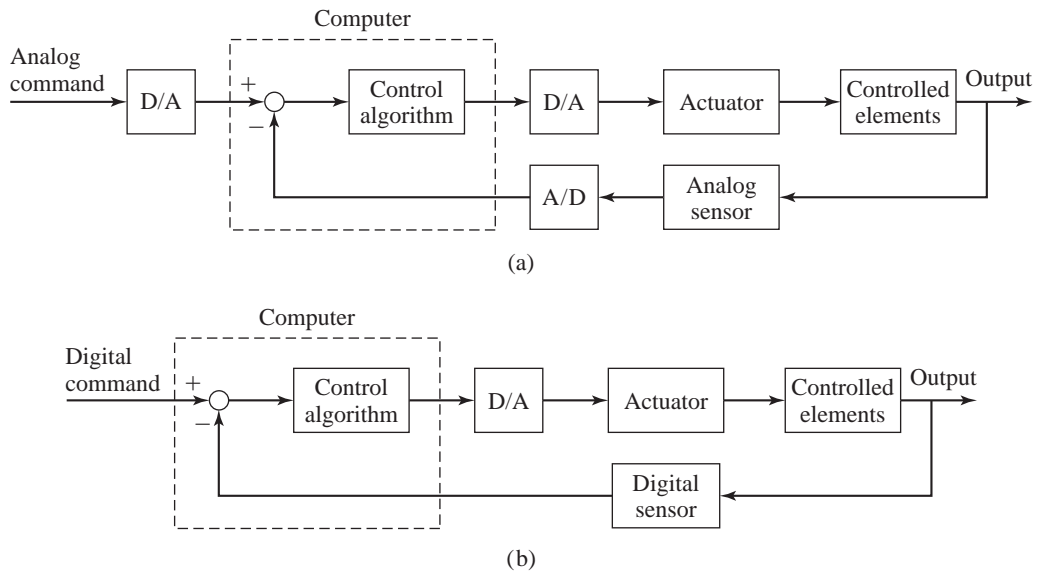 Computer
Analog
command
D/A
+
−
Control
algorithm
D/A
Actuator
Controlled
elements
Output
A/D
Analog
sensor
(a)
Computer
Digital
command
+
−
Control
algorithm
D/A
Actuator
Controlled
elements
Output
Digital
sensor
(b)